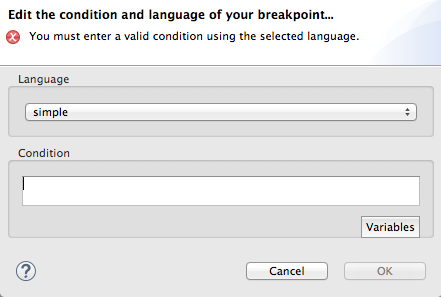 Edit the condition and language of your breakpoint...
You must enter a valid condition using the selected language.
Language
simple
Condition
Variables
?
Cancel
OK